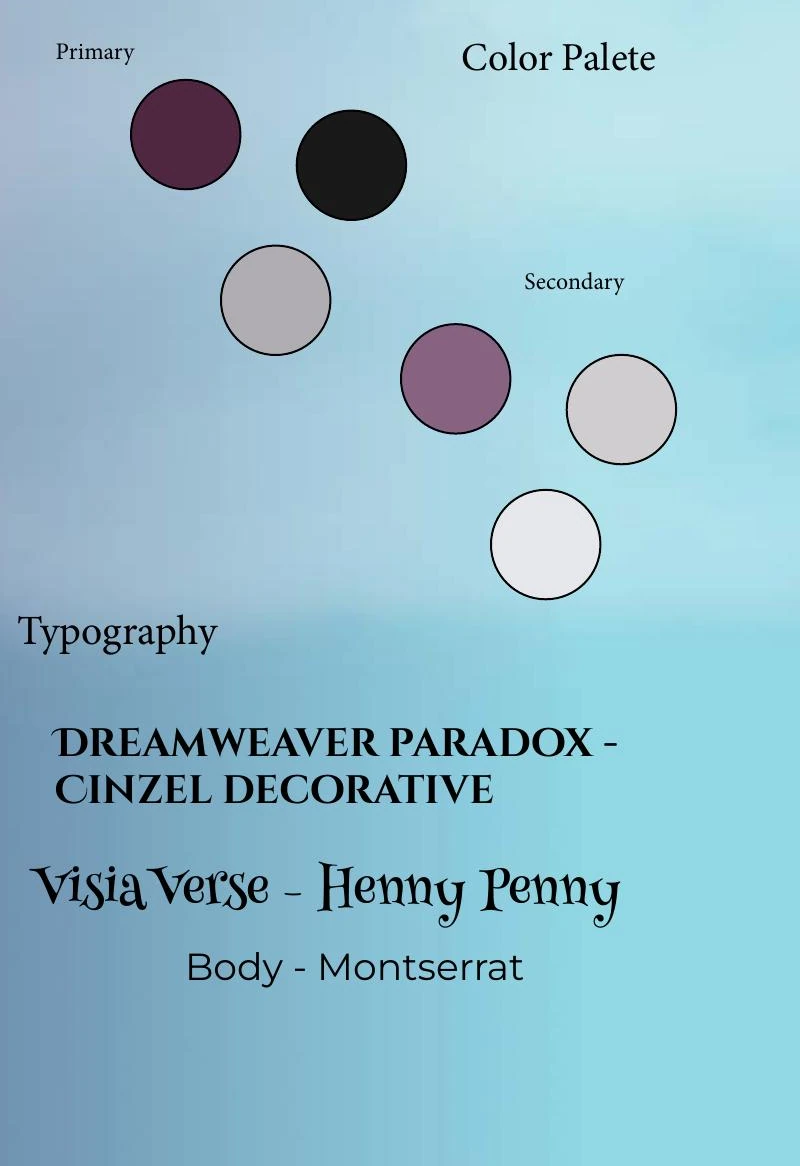 Primary
Color Palete
Secondary
Typography
Dreamweaver Paradox -
Cinzel Decorative
VisiaVerse - Henny Penny
Body - Montserrat